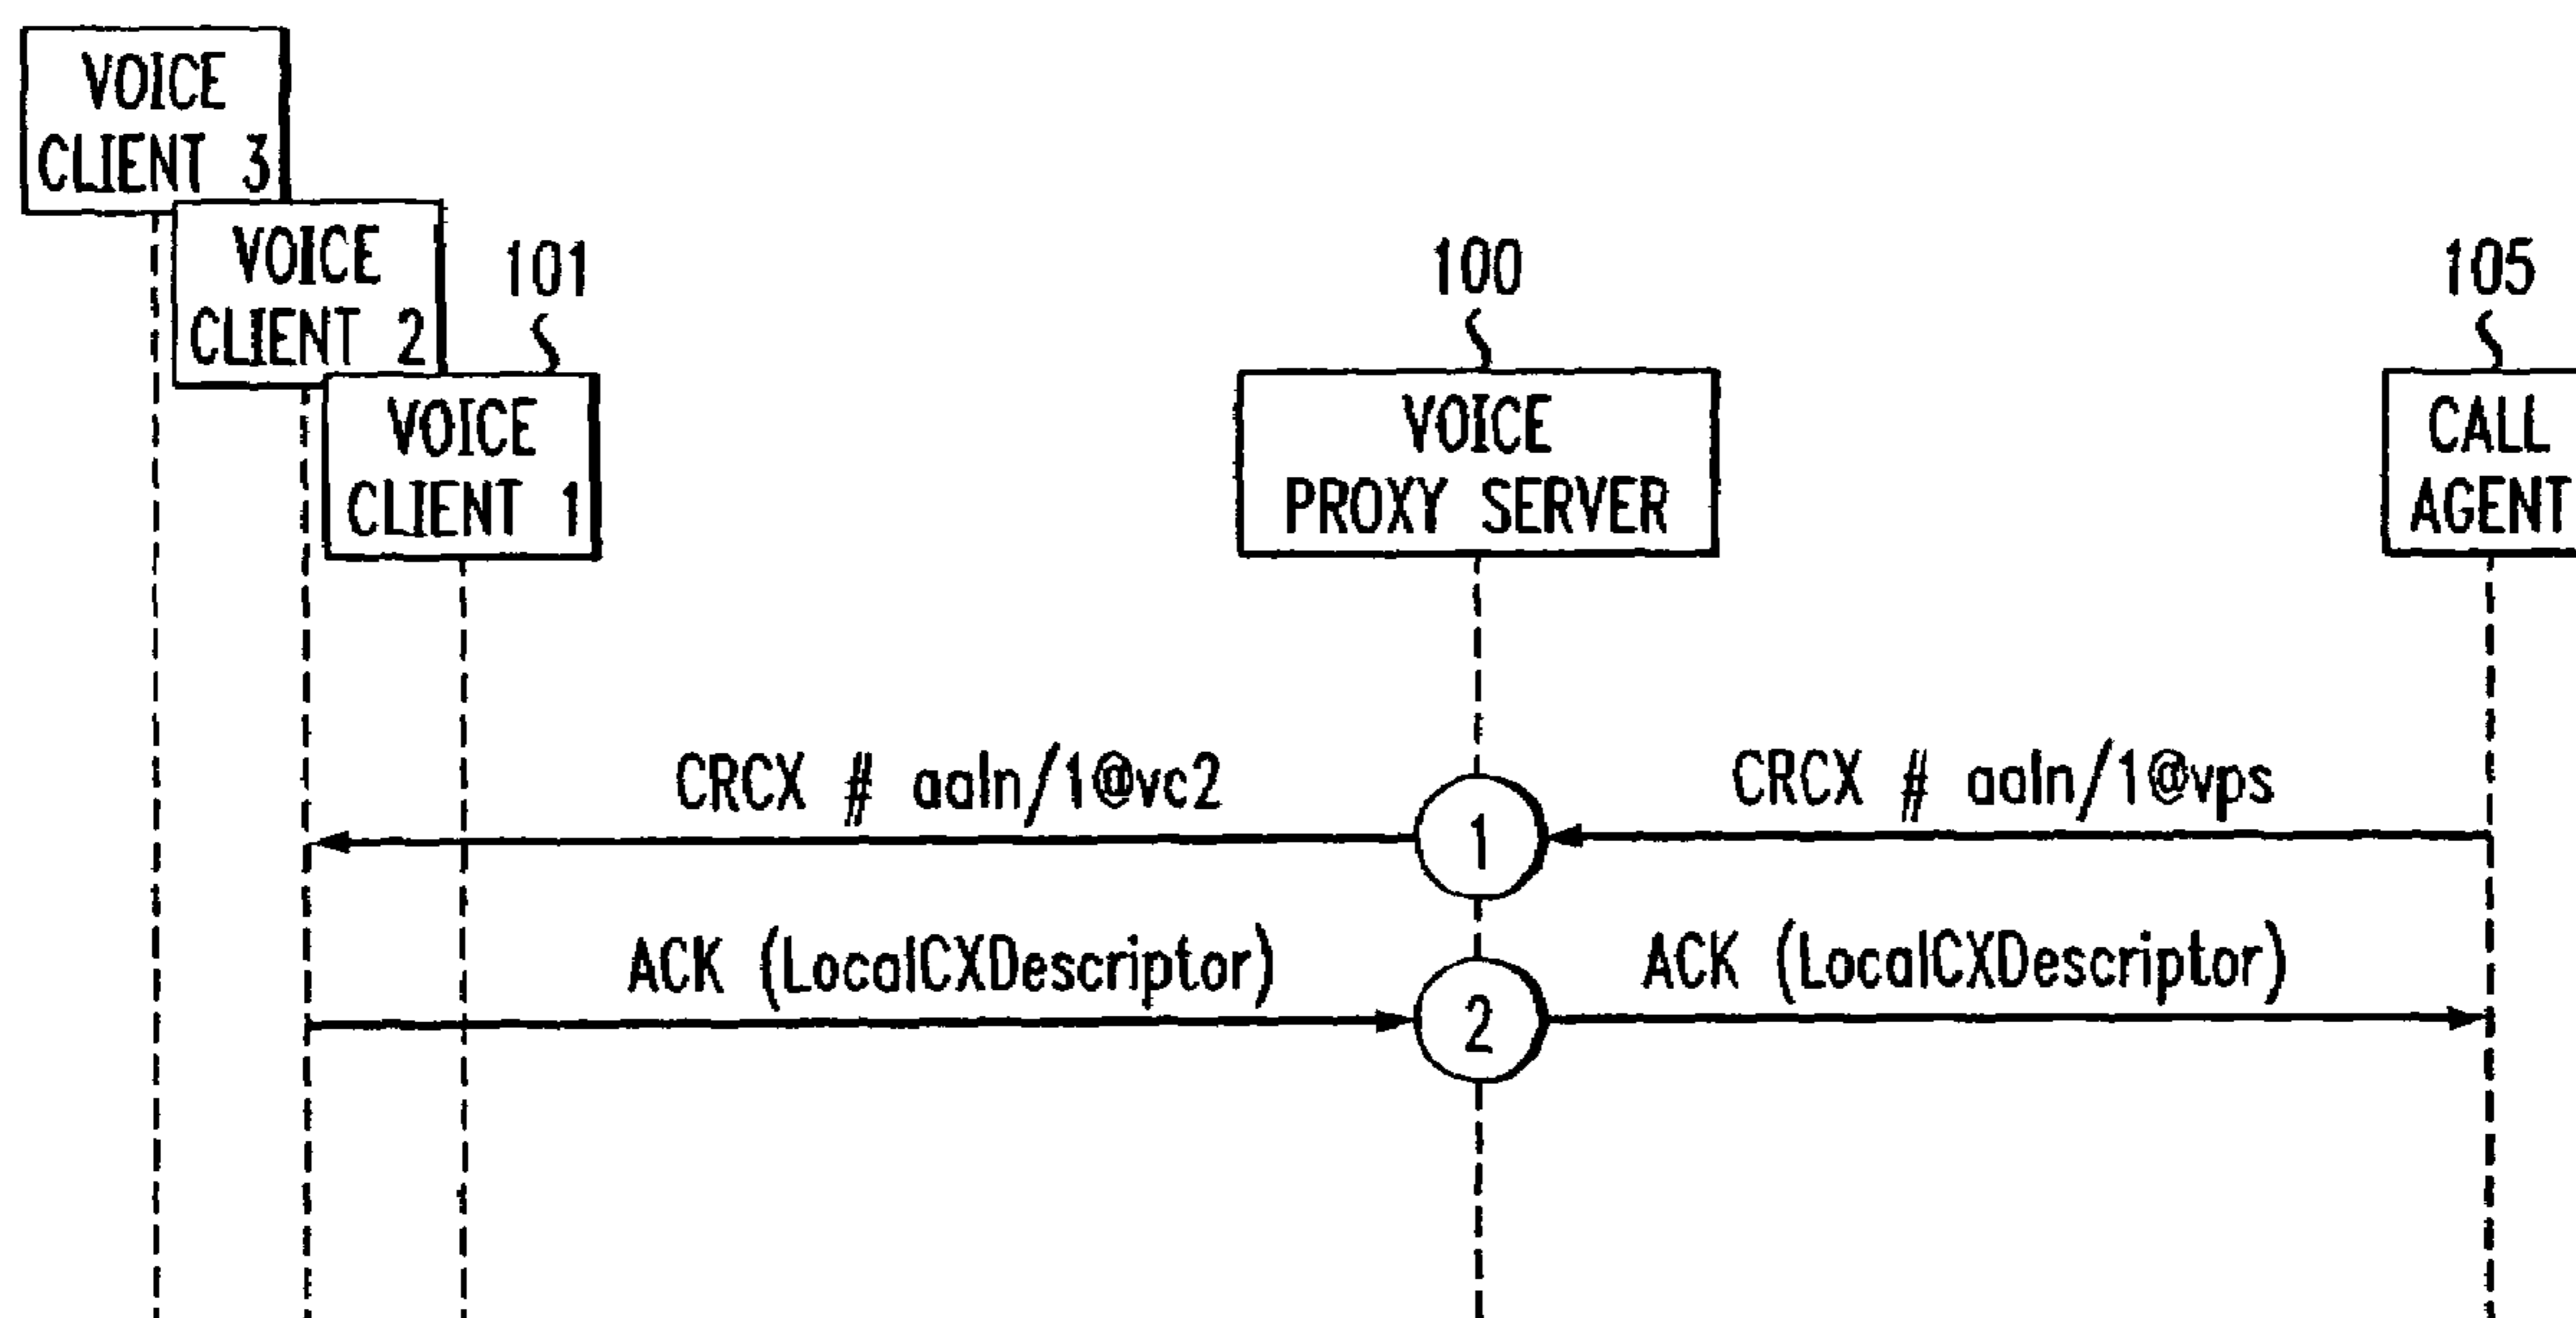 VOICE
CLIENT 3
VOICE
CLIENT 2
101
VOICE
CLIENT 1
100
VOICE
PROXY SERVER
105
CALL
AGENT
CRCX # aaln/1@vc2
1
CRCX # aaln/1@vps
ACK (LocalCXDescriptor)
2
ACK (LocalCXDescriptor)